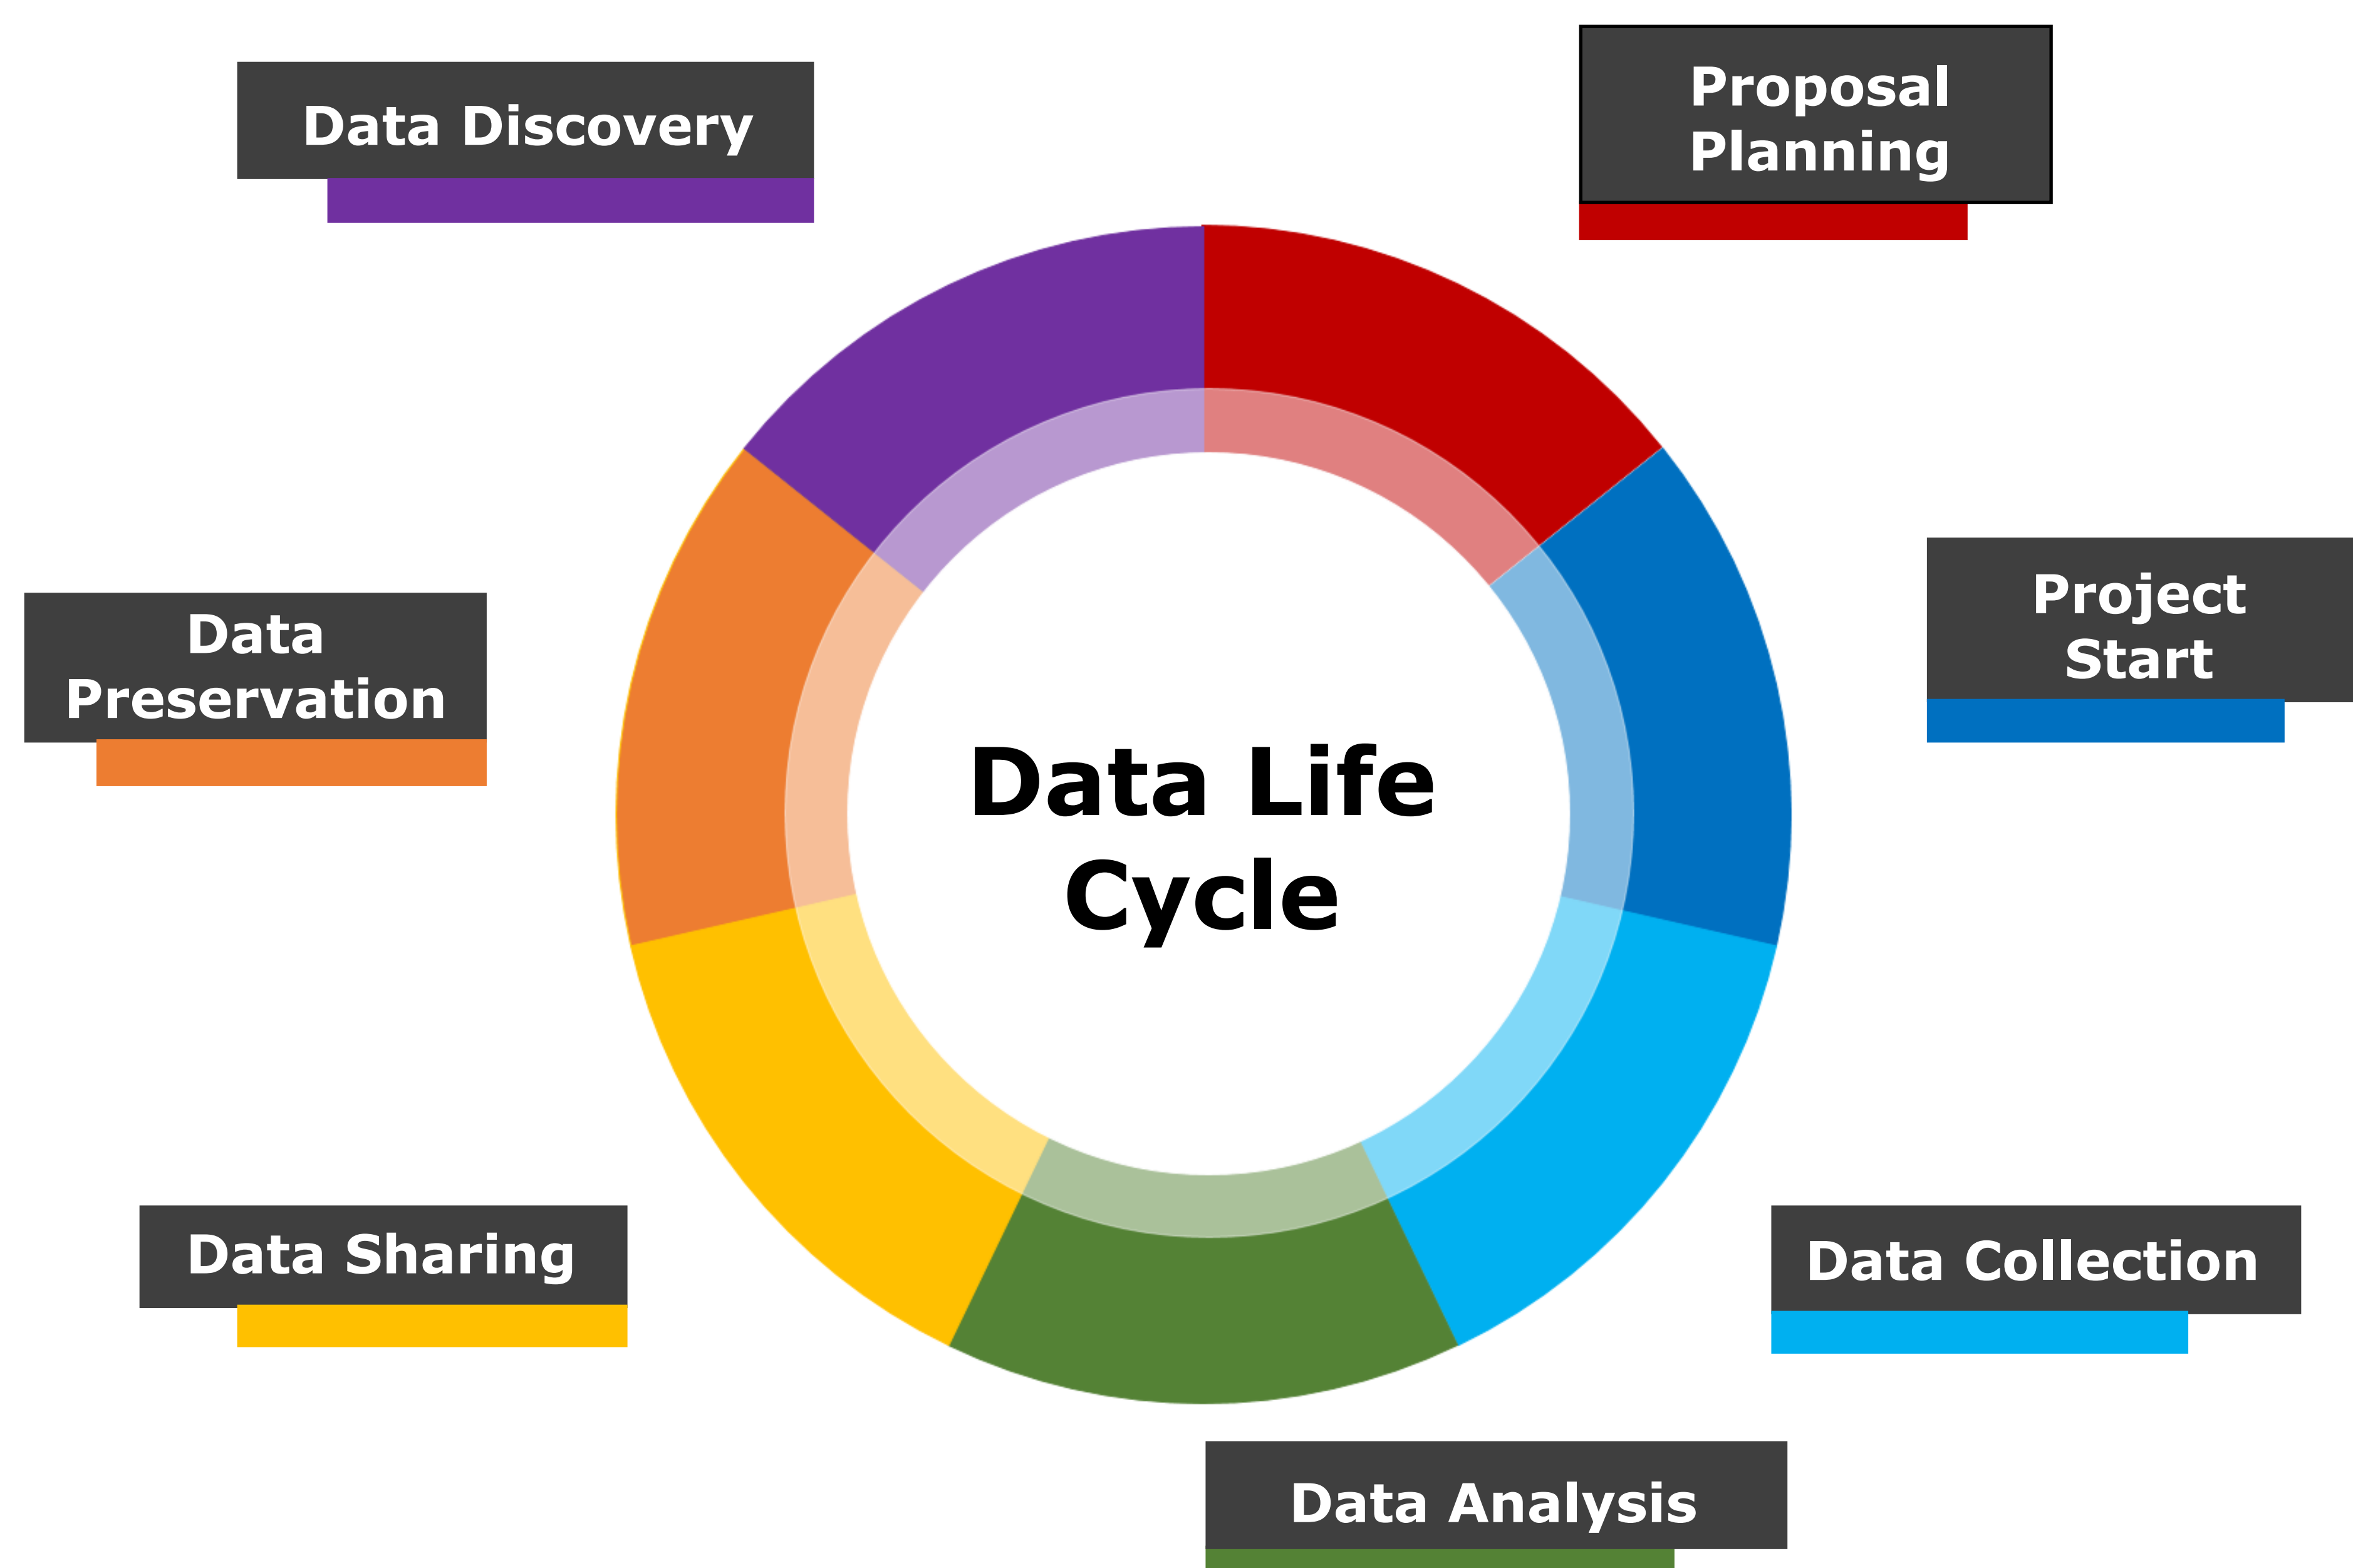 Data Discovery
Proposal
Planning
Project
Start
Data
Preservation
Data Life
Cycle
Data Sharing
Data Collection
Data Analysis